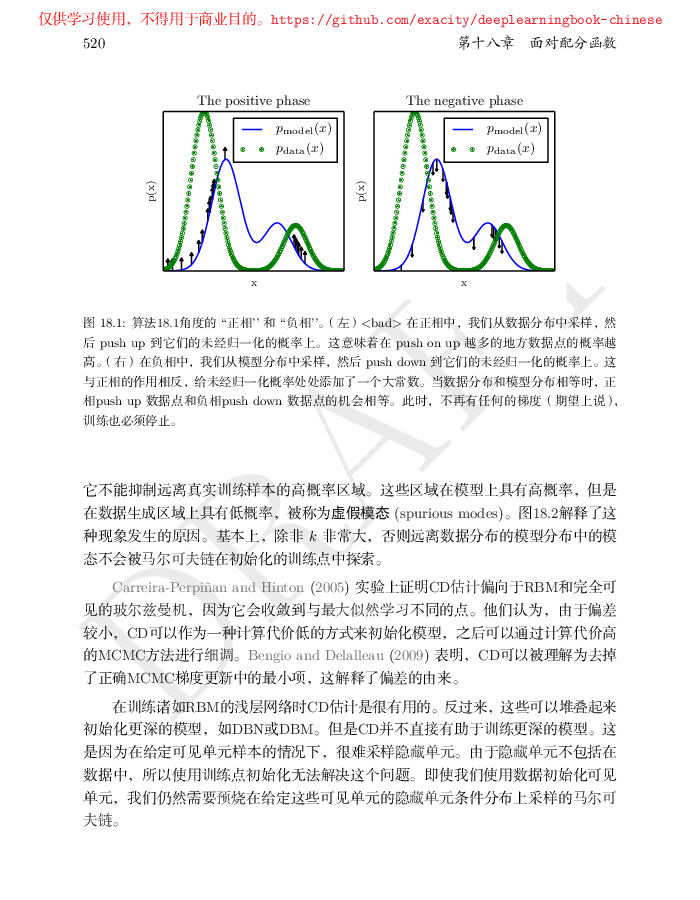 仅供学习使用，不得用于商业目的。https://github.com/exacity/deeplearningbook-chinese
520 第十八章 面对配分函数
The positive phase
p(x)
p_model(x)
p_data(x)
x
The negative phase
p(x)
p_model(x)
p_data(x)
x
图 18.1: 算法18.1角度的 “正相’’ 和 “负相’’。（左）<bad> 在正相中，我们从数据分布中采样，然
后 push up 到它们的未经归一化的概率上。这意味着在 push on up 越多的地方数据点的概率越
高。（右）在负相中，我们从模型分布中采样，然后 push down 到它们的未经归一化的概率上。这
与正相的作用相反，给未经归一化概率处处添加了一个大常数。当数据分布和模型分布相等时，正
相push up 数据点和负相push down 数据点的机会相等。此时，不再有任何的梯度（期望上说），
训练也必须停止。
它不能抑制远离真实训练样本的高概率区域。这些区域在模型上具有高概率，但是
在数据生成区域上具有低概率，被称为虚假模态 (spurious modes)。图18.2解释了这
种现象发生的原因。基本上，除非 k 非常大，否则远离数据分布的模型分布中的模
态不会被马尔可夫链在初始化的训练点中探索。
Carreira-Perpiñan and Hinton (2005) 实验上证明CD估计偏向于RBM和完全可
见的玻尔兹曼机，因为它会收敛到与最大似然学习不同的点。他们认为，由于偏差
较小，CD可以作为一种计算代价低的方式来初始化模型，之后可以通过计算代价高
的MCMC方法进行细调。Bengio and Delalleau (2009) 表明，CD可以被理解为去掉
了正确MCMC梯度更新中的最小项，这解释了偏差的由来。
在训练诸如RBM的浅层网络时CD估计是很有用的。反过来，这些可以堆叠起来
初始化更深的模型，如DBN或DBM。但是CD并不直接有助于训练更深的模型。这
是因为在给定可见单元样本的情况下，很难采样隐藏单元。由于隐藏单元不包括在
数据中，所以使用训练点初始化无法解决这个问题。即使我们使用数据初始化可见
单元，我们仍然需要预烧在给定这些可见单元的隐藏单元条件分布上采样的马尔可
夫链。
DRAFT